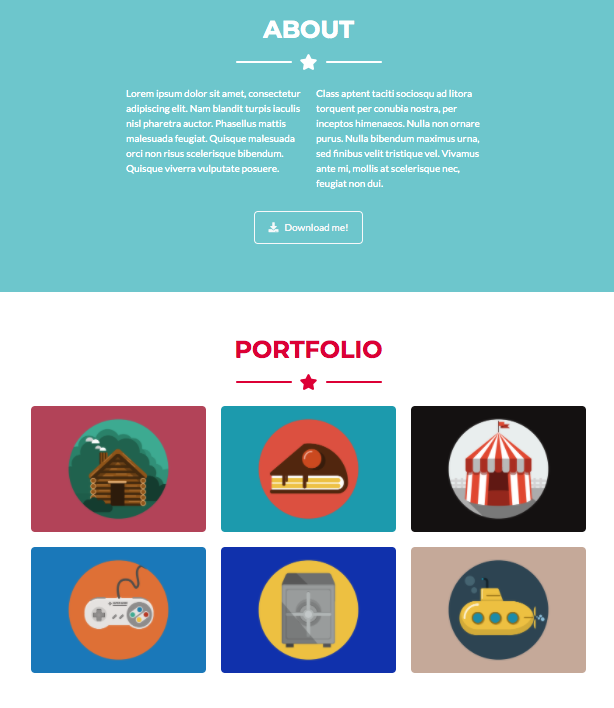 ABOUT
Lorem ipsum dolor sit amet, consectetur
adipiscing elit. Nam blandit turpis iaculis
nisl pharetra auctor. Phasellus mattis
malesuada feugiat. Quisque malesuada
orci non risus scelerisque bibendum.
Quisque viverra vulputate posuere.
Class aptent taciti sociosqu ad litora
torquent per conubia nostra, per
inceptos himenaeos. Nulla non ornare
purus. Nulla bibendum maximus urna,
sed finibus velit tristique vel. Vivamus
ante mi, mollis at scelerisque nec,
feugiat non dui.
Download me!
PORTFOLIO